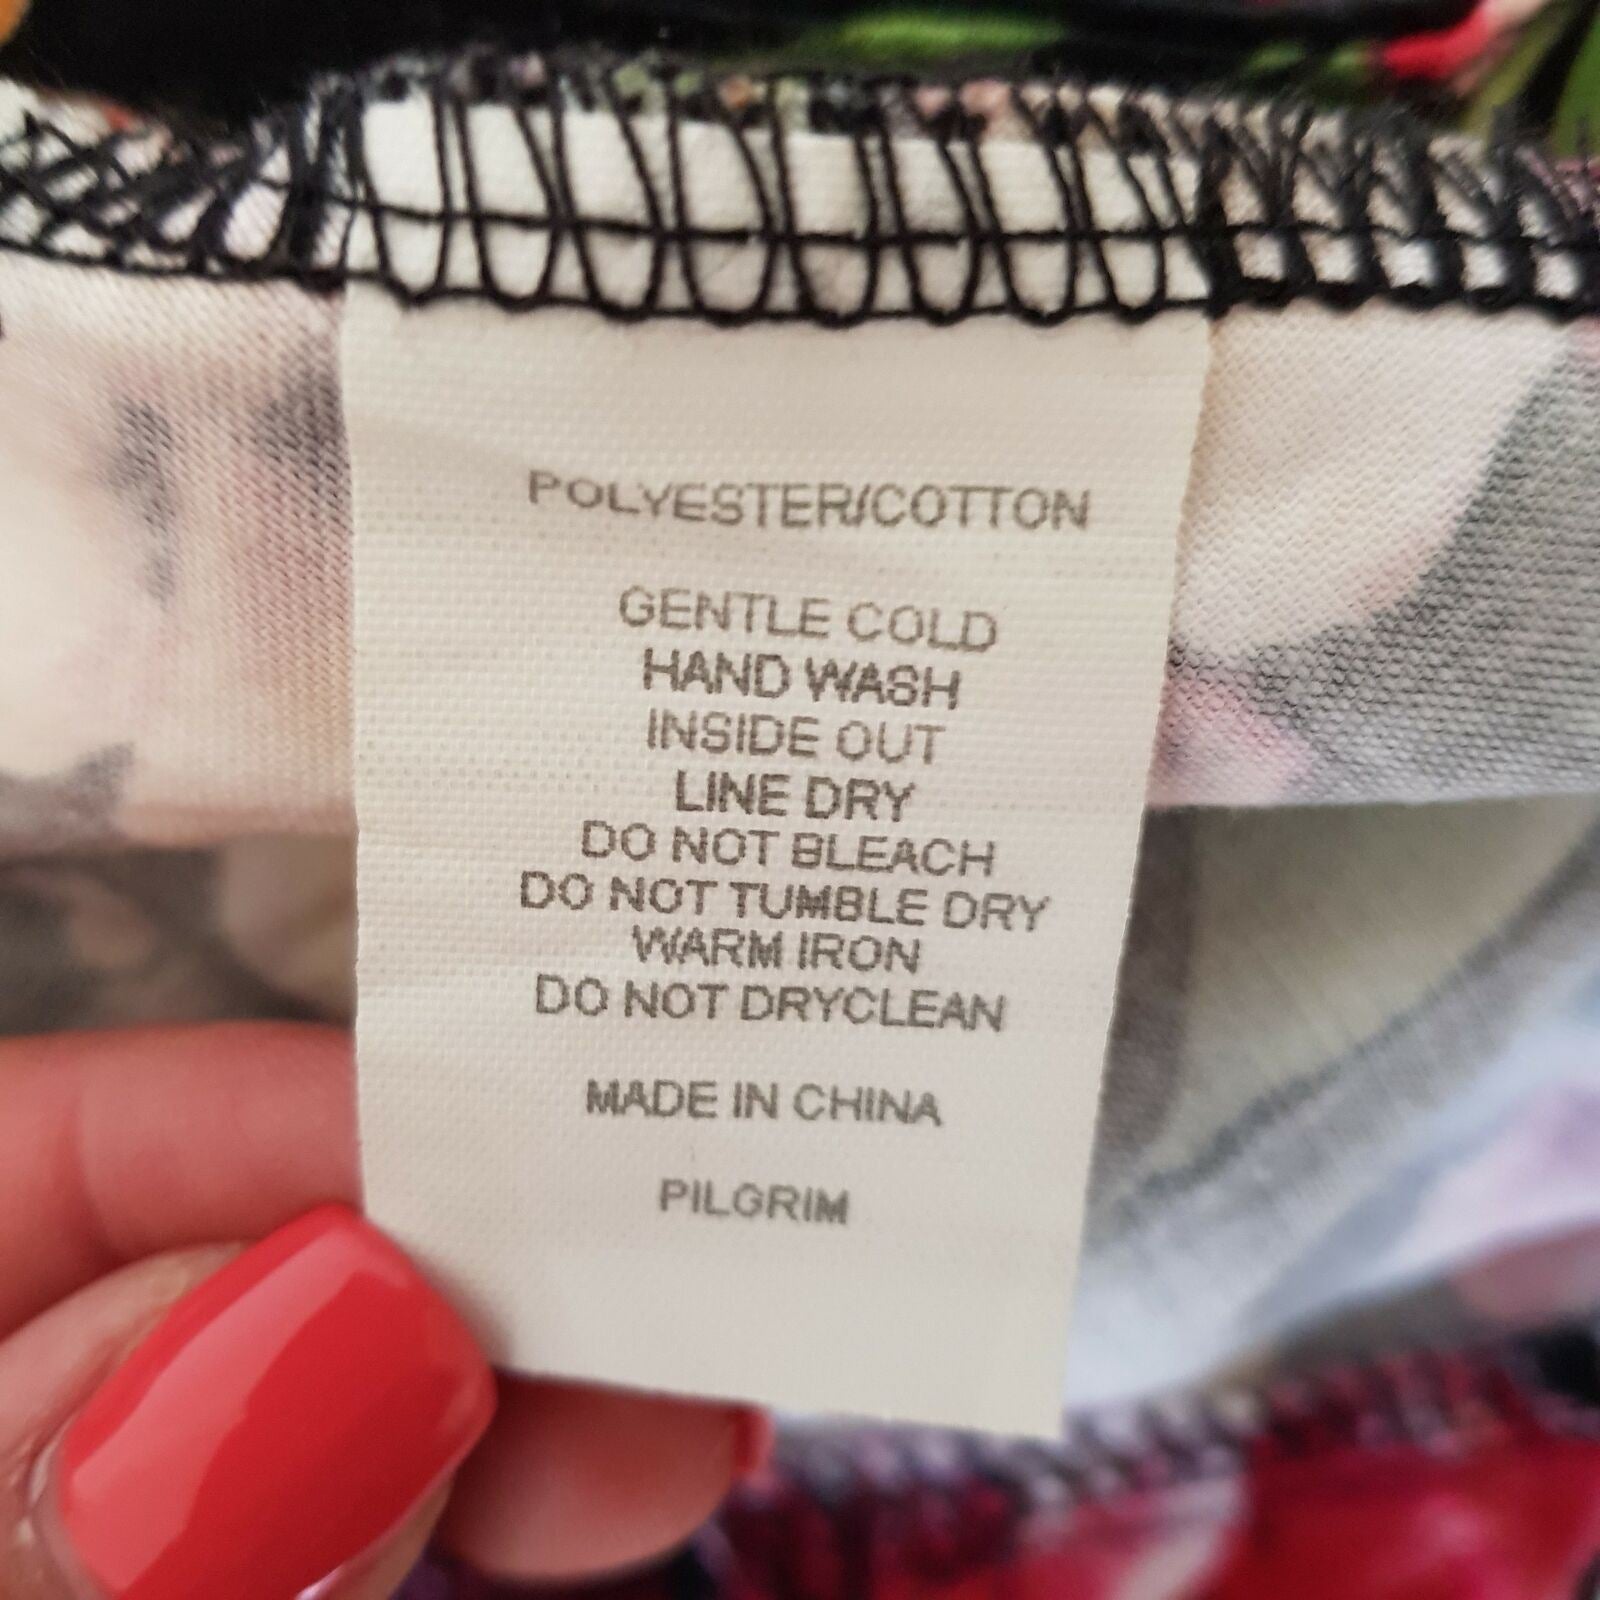 POLYESTER/COTTON
GENTLE COLD
HAND WASH
INSIDE OUT
LINE DRY
DO NOT BLEACH
DO NOT TUMBLE DRY
WARM IRON
DO NOT DRYCLEAN
MADE IN CHINA
PILGRIM